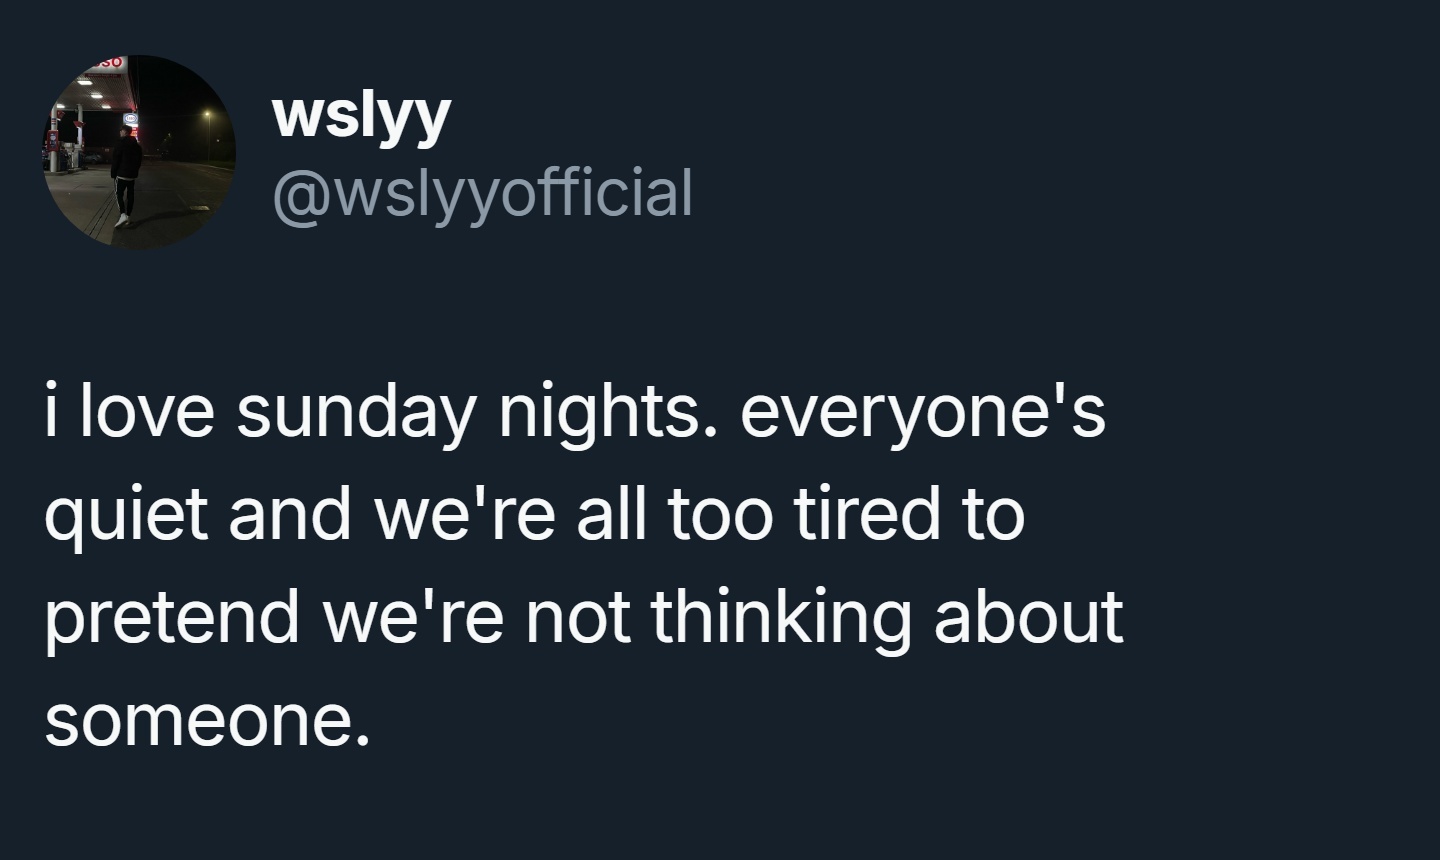 wslyy
@wslyyofficial
i love sunday nights. everyone's
quiet and we're all too tired to
pretend we're not thinking about
someone.